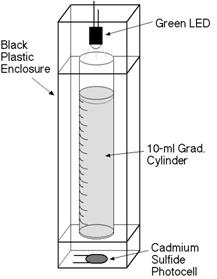 Green LED
Black
Plastic
Enclosure
10-ml Grad.
Cylinder
Cadmium
Sulfide
Photocell